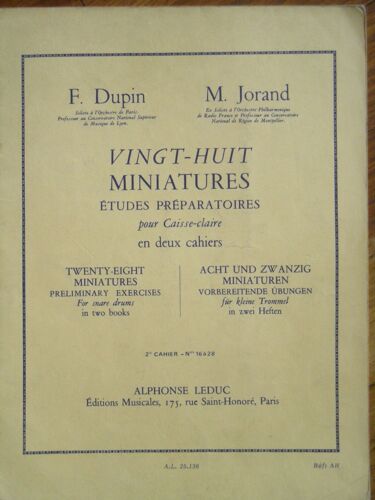 F. Dupin
Soliste à l'Orchestre de Paris
Professeur au Conservatoire National Supérieur
de Musique de Lyon.
M. Jorand
Ex Soliste à l'Orchestre Philharmonique
de Radio France et Professeur au Conservatoire
National de Région de Montpellier.
VINGT-HUIT
MINIATURES
ÉTUDES PRÉPARATOIRES
pour Caisse-claire
en deux cahiers
TWENTY-EIGHT
MINIATURES
PRELIMINARY EXERCISES
For snare drums
in two books
ACHT UND ZWANZIG
MINIATUREN
VORBEREITENDE ÜBUNGEN
für kleine Trommel
in zwei Heften
2e CAHIER - Nos 16 à 28
ALPHONSE LEDUC
Éditions Musicales, 175, rue Saint-Honoré, Paris
A.L. 25.136